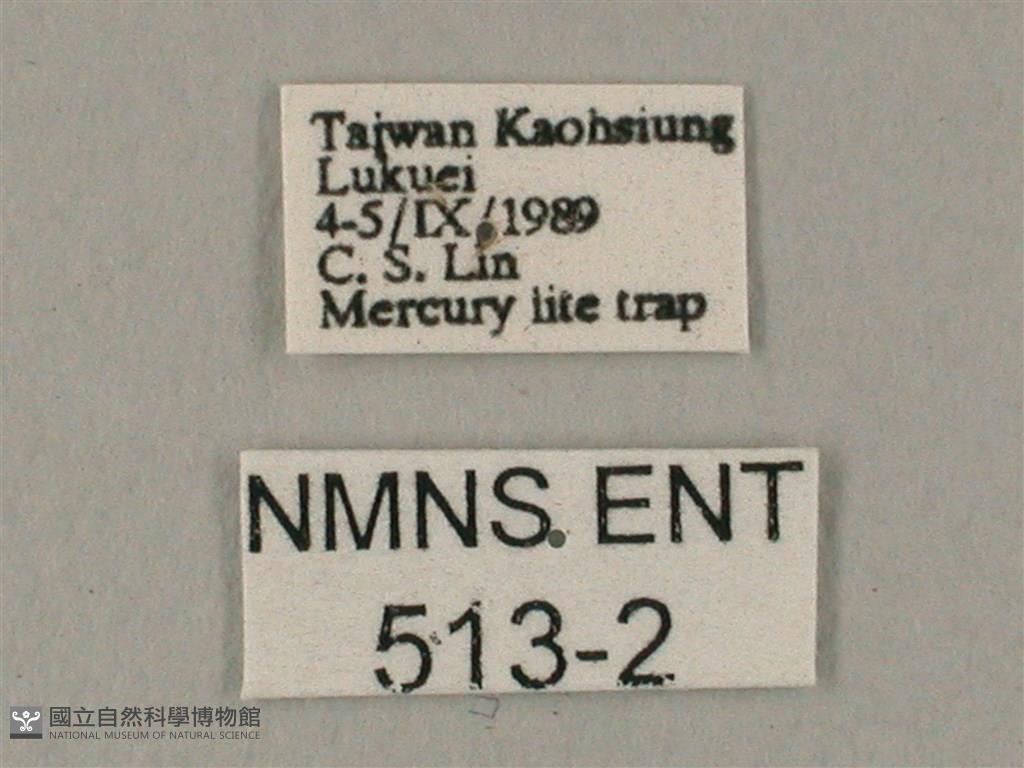 Taiwan Kaohsiung
Lukuei
4-5/IX/1989
C. S. Lin
Mercury lite trap
NMNS ENT
513-2
國立自然科學博物館
NATIONAL MUSEUM OF NATURAL SCIENCE